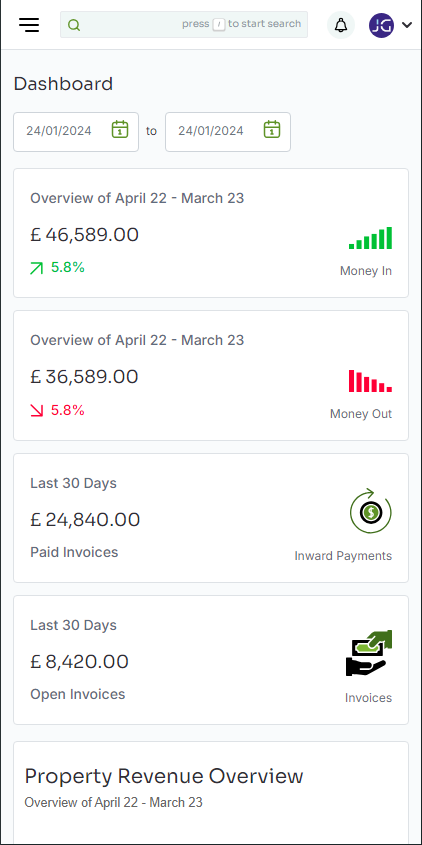 press / to start search
JG
Dashboard
24/01/2024 to 24/01/2024
Overview of April 22 - March 23
£ 46,589.00
5.8%
Money In
Overview of April 22 - March 23
£ 36,589.00
5.8%
Money Out
Last 30 Days
£ 24,840.00
Paid Invoices
Inward Payments
Last 30 Days
£ 8,420.00
Open Invoices
Invoices
Property Revenue Overview
Overview of April 22 - March 23